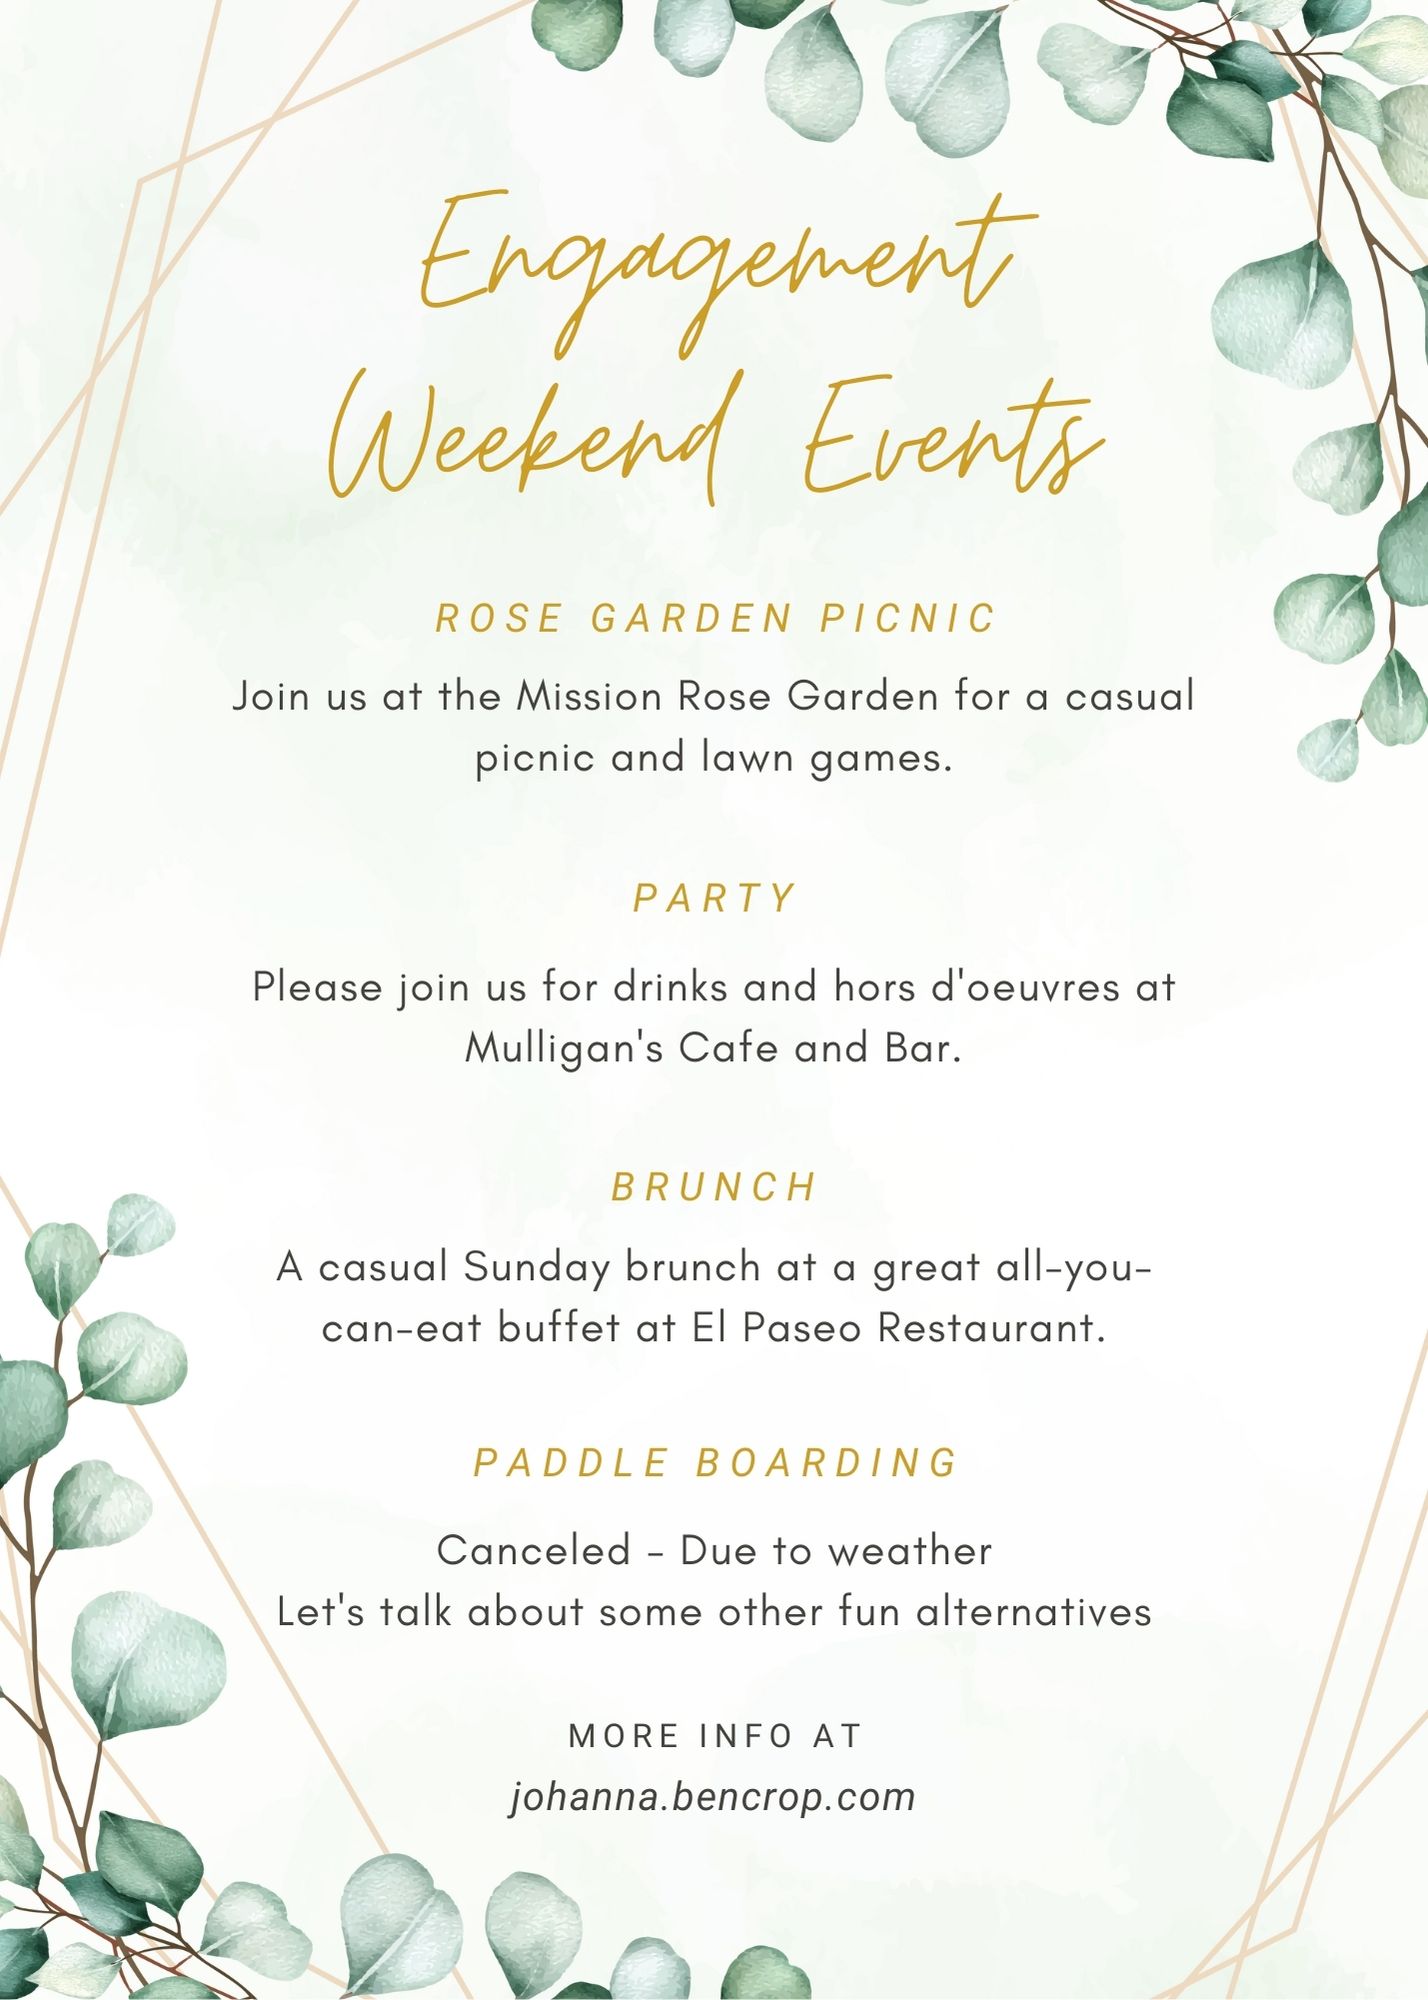 Engagement
Weekend Events
ROSE GARDEN PICNIC
Join us at the Mission Rose Garden for a casual
picnic and lawn games.
PARTY
Please join us for drinks and hors d'oeuvres at
Mulligan's Cafe and Bar.
BRUNCH
A casual Sunday brunch at a great all-you-
can-eat buffet at El Paseo Restaurant.
PADDLE BOARDING
Canceled - Due to weather
Let's talk about some other fun alternatives
MORE INFO AT
johanna.bencrop.com